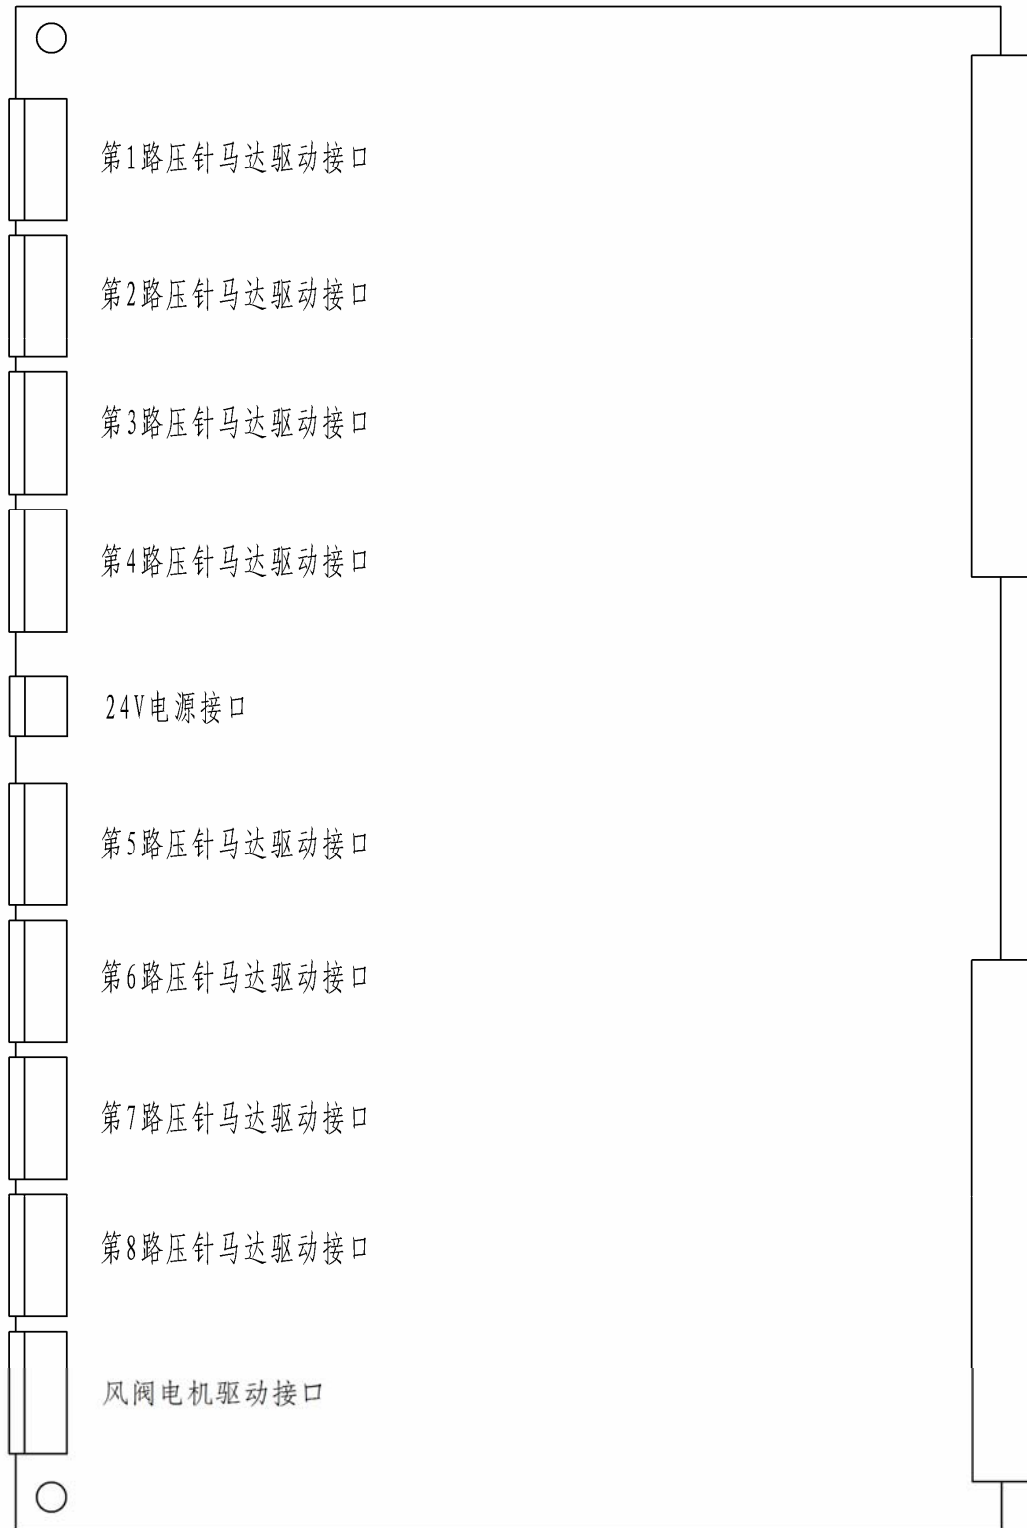 第1路压针马达驱动接口
第2路压针马达驱动接口
第3路压针马达驱动接口
第4路压针马达驱动接口
24V电源接口
第5路压针马达驱动接口
第6路压针马达驱动接口
第7路压针马达驱动接口
第8路压针马达驱动接口
风阀电机驱动接口